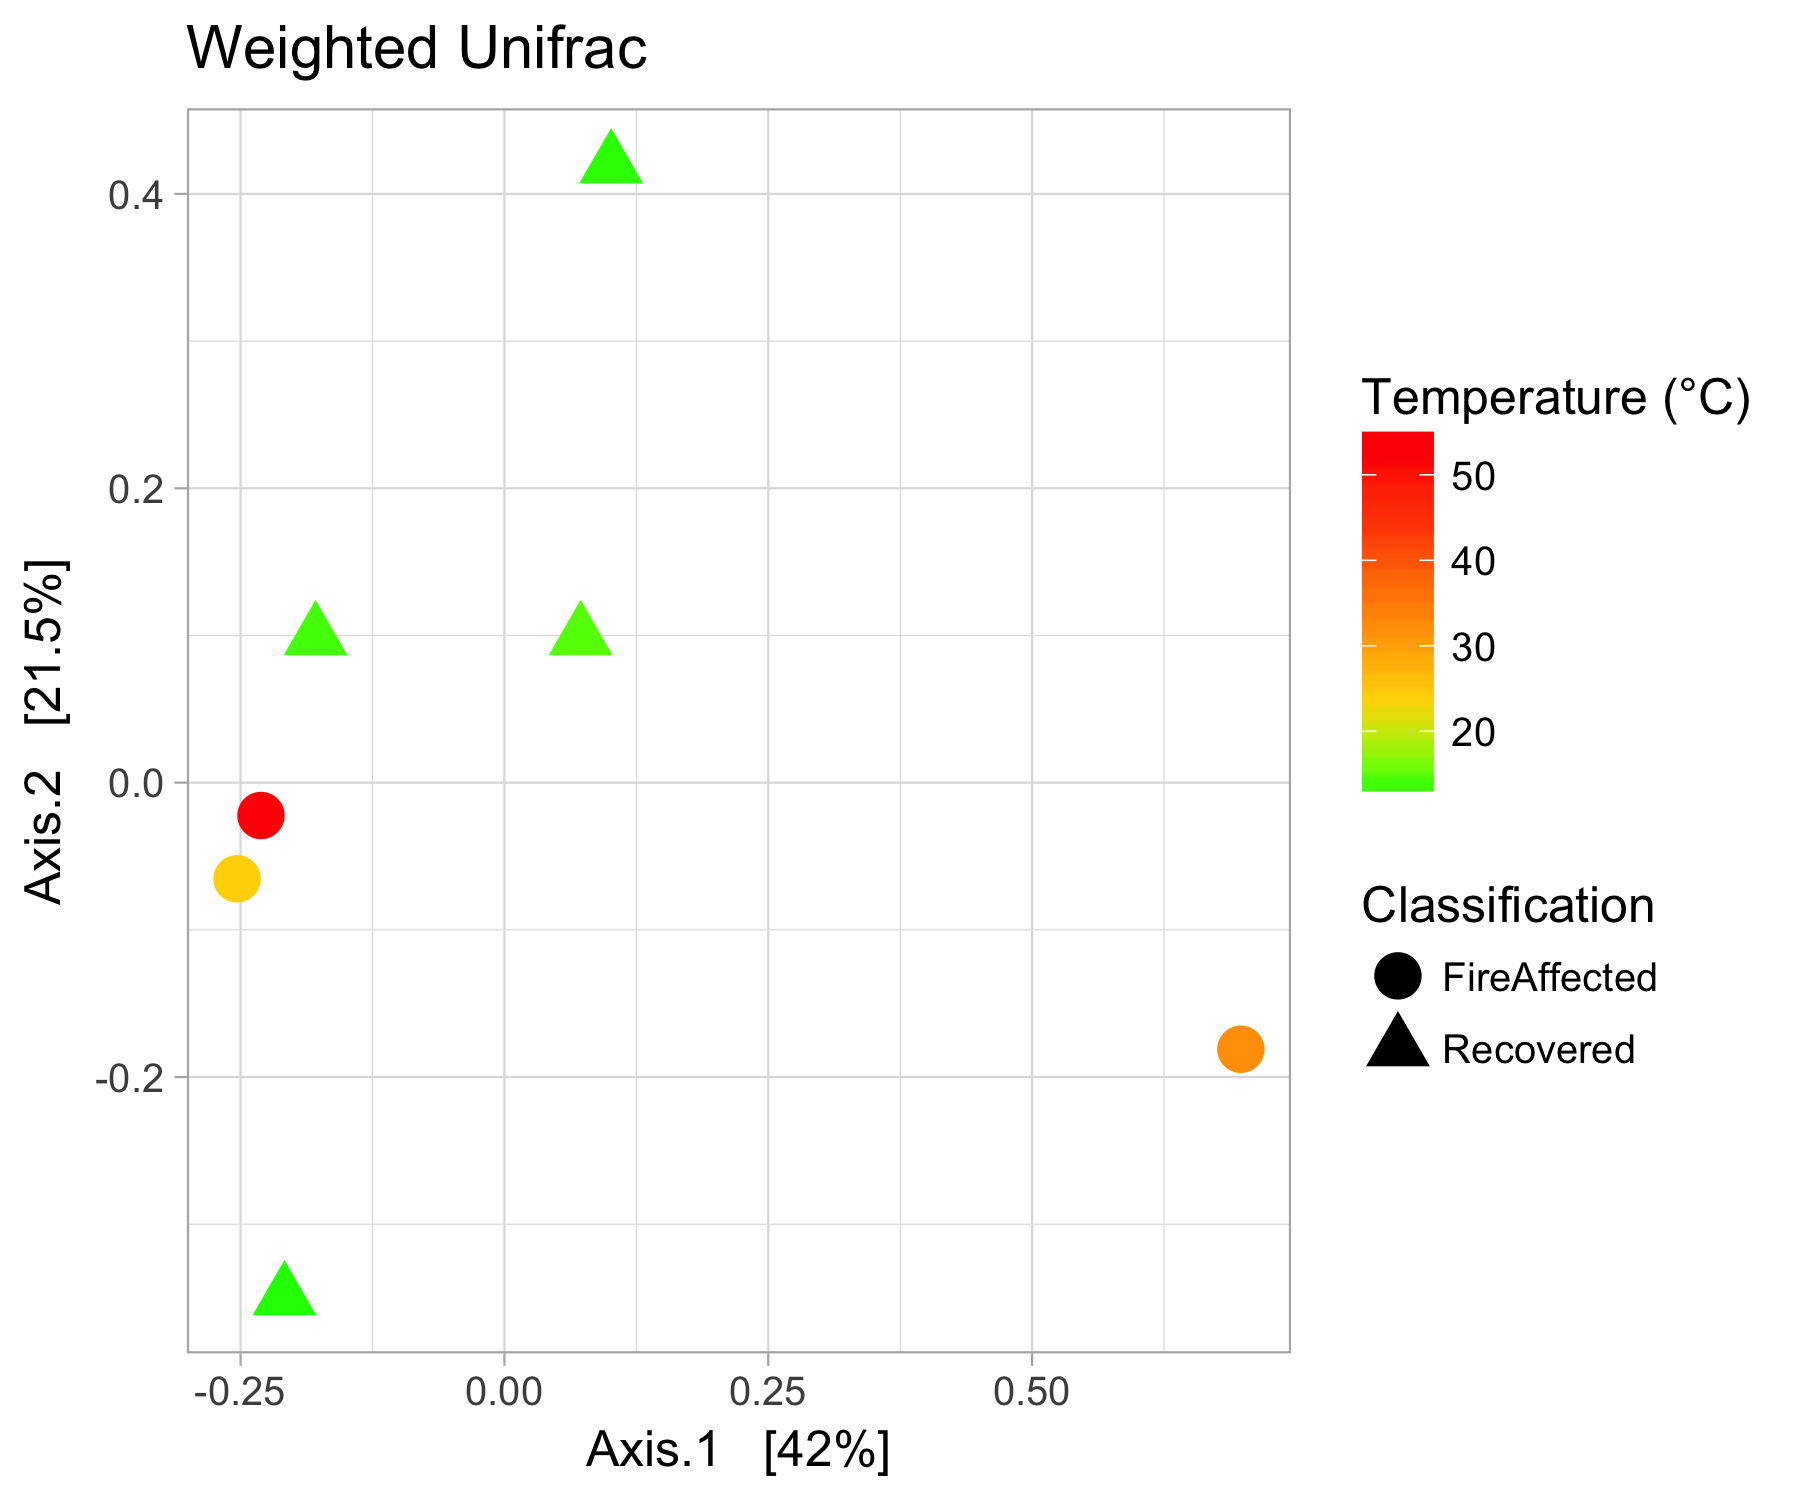 Weighted Unifrac
0.4
0.2
0.0
-0.2
Axis.2 [21.5%]
-0.25 0.00 0.25 0.50
Axis.1 [42%]
Temperature (°C)
50
40
30
20
Classification
FireAffected
Recovered